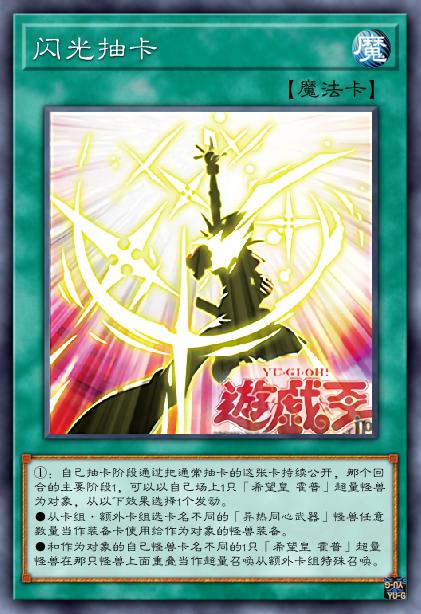 闪光抽卡
魔
【魔法卡】
YU-GI-OH!
遊戯王
.jp
①：自己抽卡阶段通过把通常抽卡的这张卡持续公开，那个回
合的主要阶段1，可以以自己场上1只「希望皇 霍普」超量怪兽
为对象，从以下效果选择1个发动。
●从卡组·额外卡组选卡名不同的「异热同心武器」怪兽任意
数量当作装备卡使用给作为对象的怪兽装备。
●和作为对象的自己怪兽卡名不同的1只「希望皇 霍普」超量
怪兽在那只怪兽上面重叠当作超量召唤从额外卡组特殊召唤。